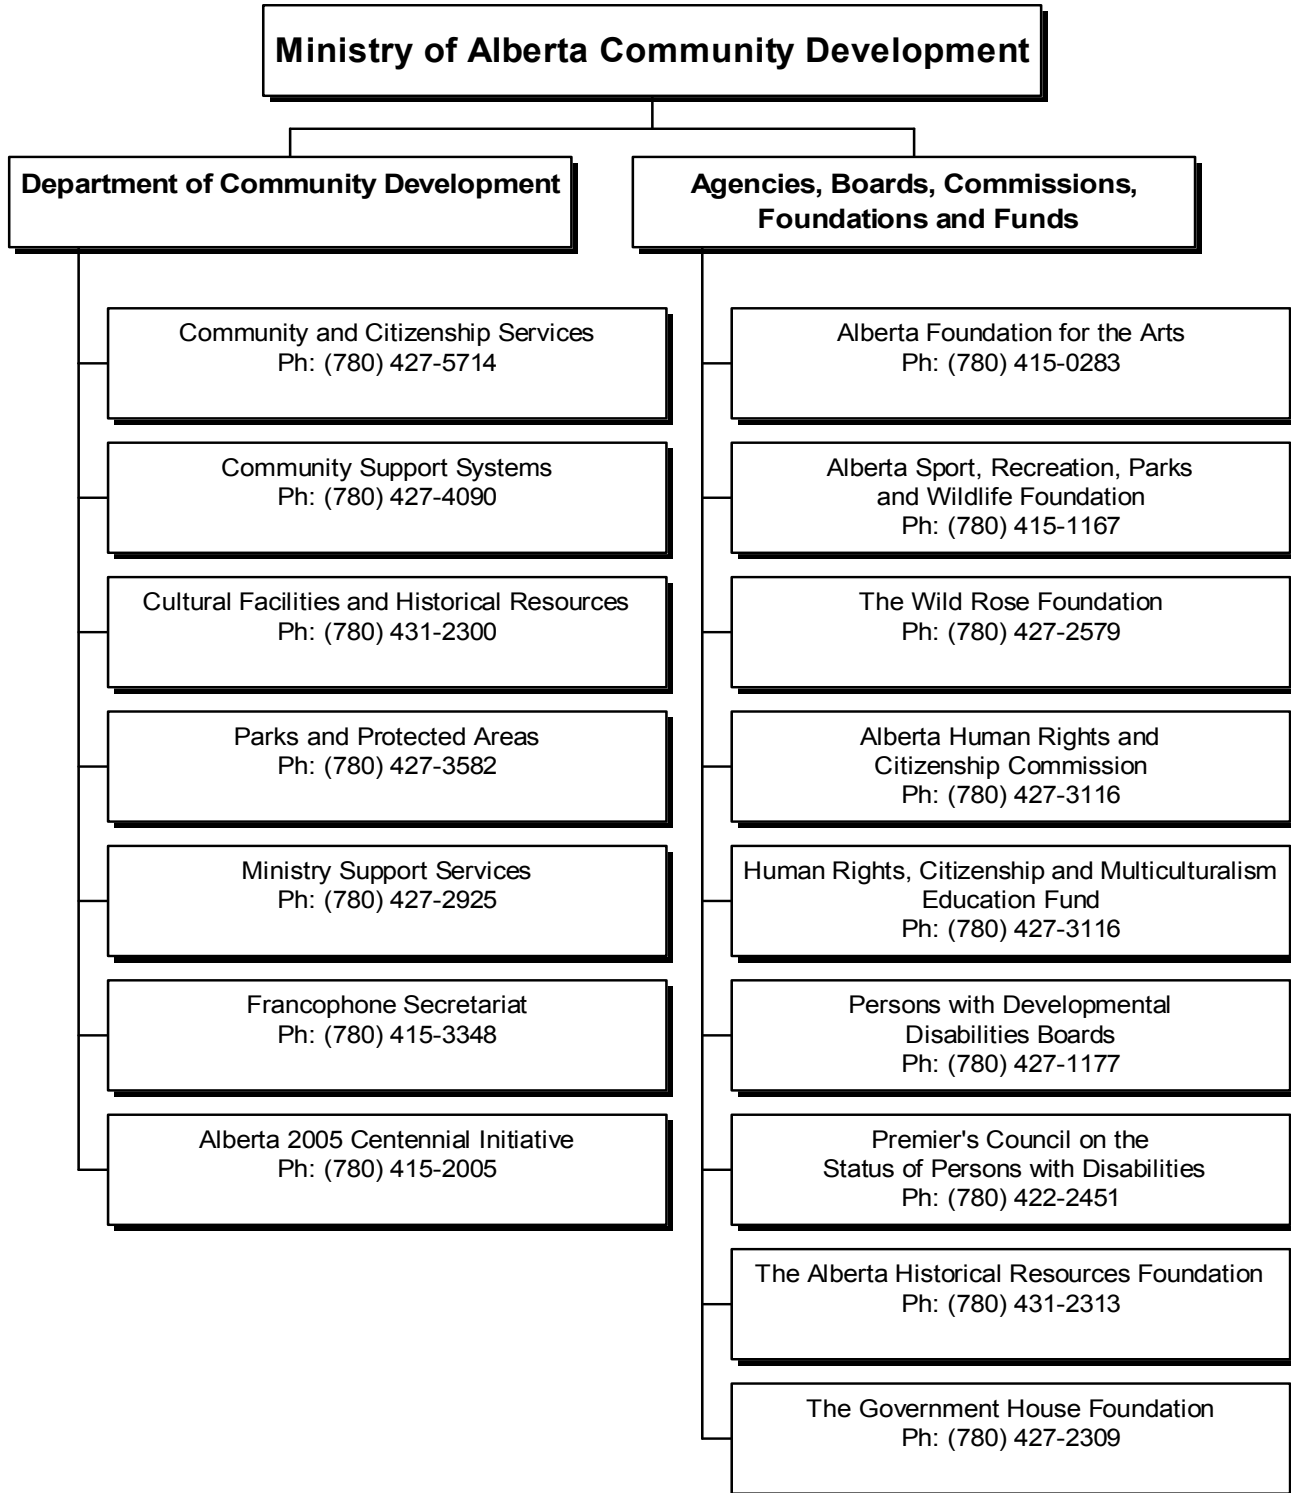 Ministry of Alberta Community Development
Department of Community Development
Community and Citizenship Services
Ph: (780) 427-5714
Community Support Systems
Ph: (780) 427-4090
Cultural Facilities and Historical Resources
Ph: (780) 431-2300
Parks and Protected Areas
Ph: (780) 427-3582
Ministry Support Services
Ph: (780) 427-2925
Francophone Secretariat
Ph: (780) 415-3348
Alberta 2005 Centennial Initiative
Ph: (780) 415-2005
Agencies, Boards, Commissions,
Foundations and Funds
Alberta Foundation for the Arts
Ph: (780) 415-0283
Alberta Sport, Recreation, Parks
and Wildlife Foundation
Ph: (780) 415-1167
The Wild Rose Foundation
Ph: (780) 427-2579
Alberta Human Rights and
Citizenship Commission
Ph: (780) 427-3116
Human Rights, Citizenship and Multiculturalism
Education Fund
Ph: (780) 427-3116
Persons with Developmental
Disabilities Boards
Ph: (780) 427-1177
Premier's Council on the
Status of Persons with Disabilities
Ph: (780) 422-2451
The Alberta Historical Resources Foundation
Ph: (780) 431-2313
The Government House Foundation
Ph: (780) 427-2309